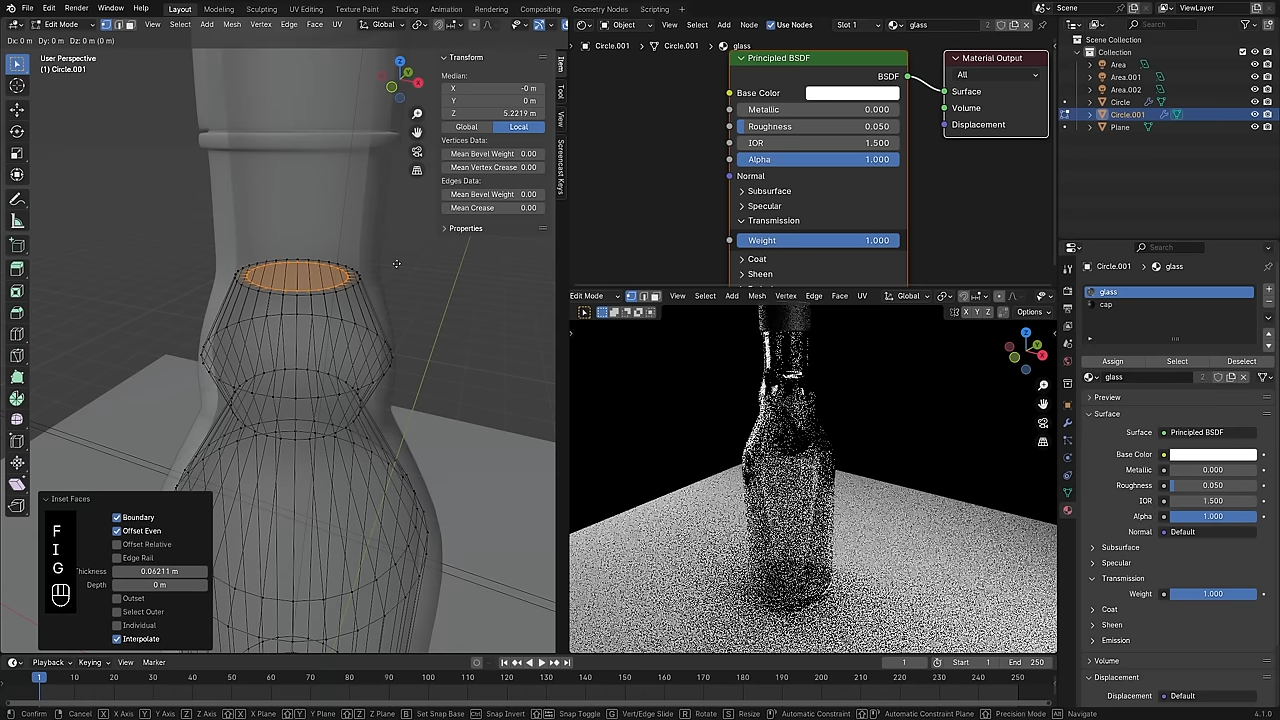 File Edit Render Window Help Layout Modeling Sculpting UV Editing Texture Paint Shading Animation Rendering Compositing Geometry Nodes Scripting + Scene ViewLayer
Edit Mode View Select Add Mesh Vertex Edge Face UV Global
Object View Select Add Node Use Nodes Slot 1 glass 2
Dx: 0 m Dy: 0 m Dz: 0 m (0 m)
User Perspective
(1) Circle.001
Transform
Median:
X -0 m
Y 0 m
Z 5.2219 m
Global Local
Vertices Data:
Mean Bevel Weight 0.00
Mean Vertex Crease 0.00
Edges Data:
Mean Bevel Weight 0.00
Mean Crease 0.00
Properties
Item
Tool
View
Screencast Keys
Circle.001 Circle.001 glass
Principled BSDF
BSDF
Base Color
Metallic 0.000
Roughness 0.050
IOR 1.500
Alpha 1.000
Normal
Subsurface
Specular
Transmission
Weight 1.000
Coat
Sheen
Material Output
All
Surface
Volume
Displacement
Search
Scene Collection
Collection
Area
Area.001
Area.002
Circle
Circle.001
Plane
Edit Mode View Select Add Mesh Vertex Edge Face UV Global
X Y Z Options
Inset Faces
Boundary
Offset Even
Offset Relative
Edge Rail
Thickness 0.06211 m
Depth 0 m
Outset
Select Outer
Individual
Interpolate
F
I
G
Search
Circle.001 glass
glass
cap
Assign Select Deselect
glass 2
Preview
Surface
Surface Principled BSDF
Base Color
Metallic 0.000
Roughness 0.050
IOR 1.500
Alpha 1.000
Normal Default
Subsurface
Specular
Transmission
Weight 1.000
Coat
Sheen
Emission
Volume
Displacement
Displacement Default
Playback Keying View Marker 1 Start 1 End 250
1 10 20 30 40 50 60 70 80 90 100 110 120 130 140 150 160 170 180 190 200 210 220 230 240 250
Confirm Cancel X X Axis Y Y Axis Z Z Axis X X Plane Y Y Plane Z Z Plane B Set Snap Base Snap Invert Snap Toggle G Vert/Edge Slide R Rotate S Resize Automatic Constraint Automatic Constraint Plane Precision Mode Navigate 4.1.0